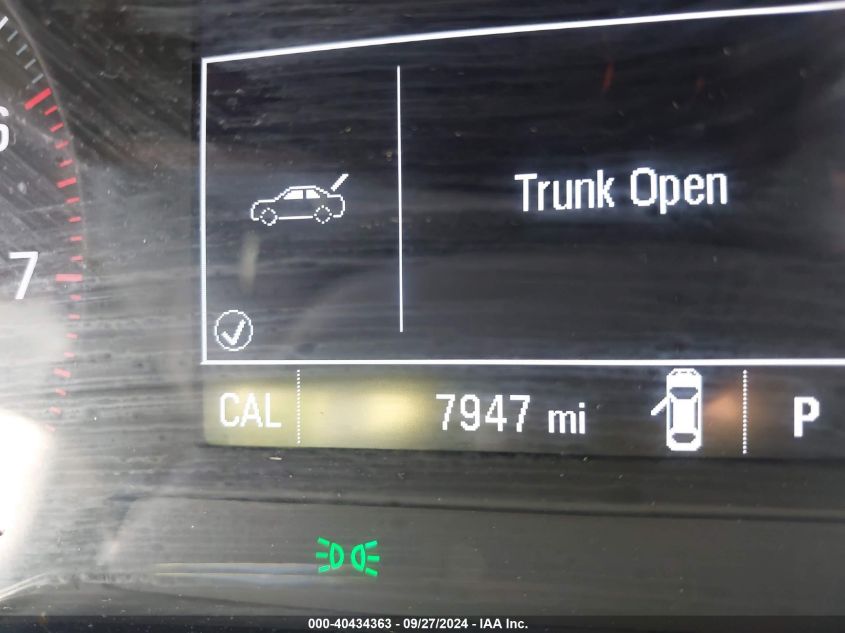 6
Trunk Open
7
CAL
7947 mi
P
000-40434363 - 09/27/2024 - IAA Inc.